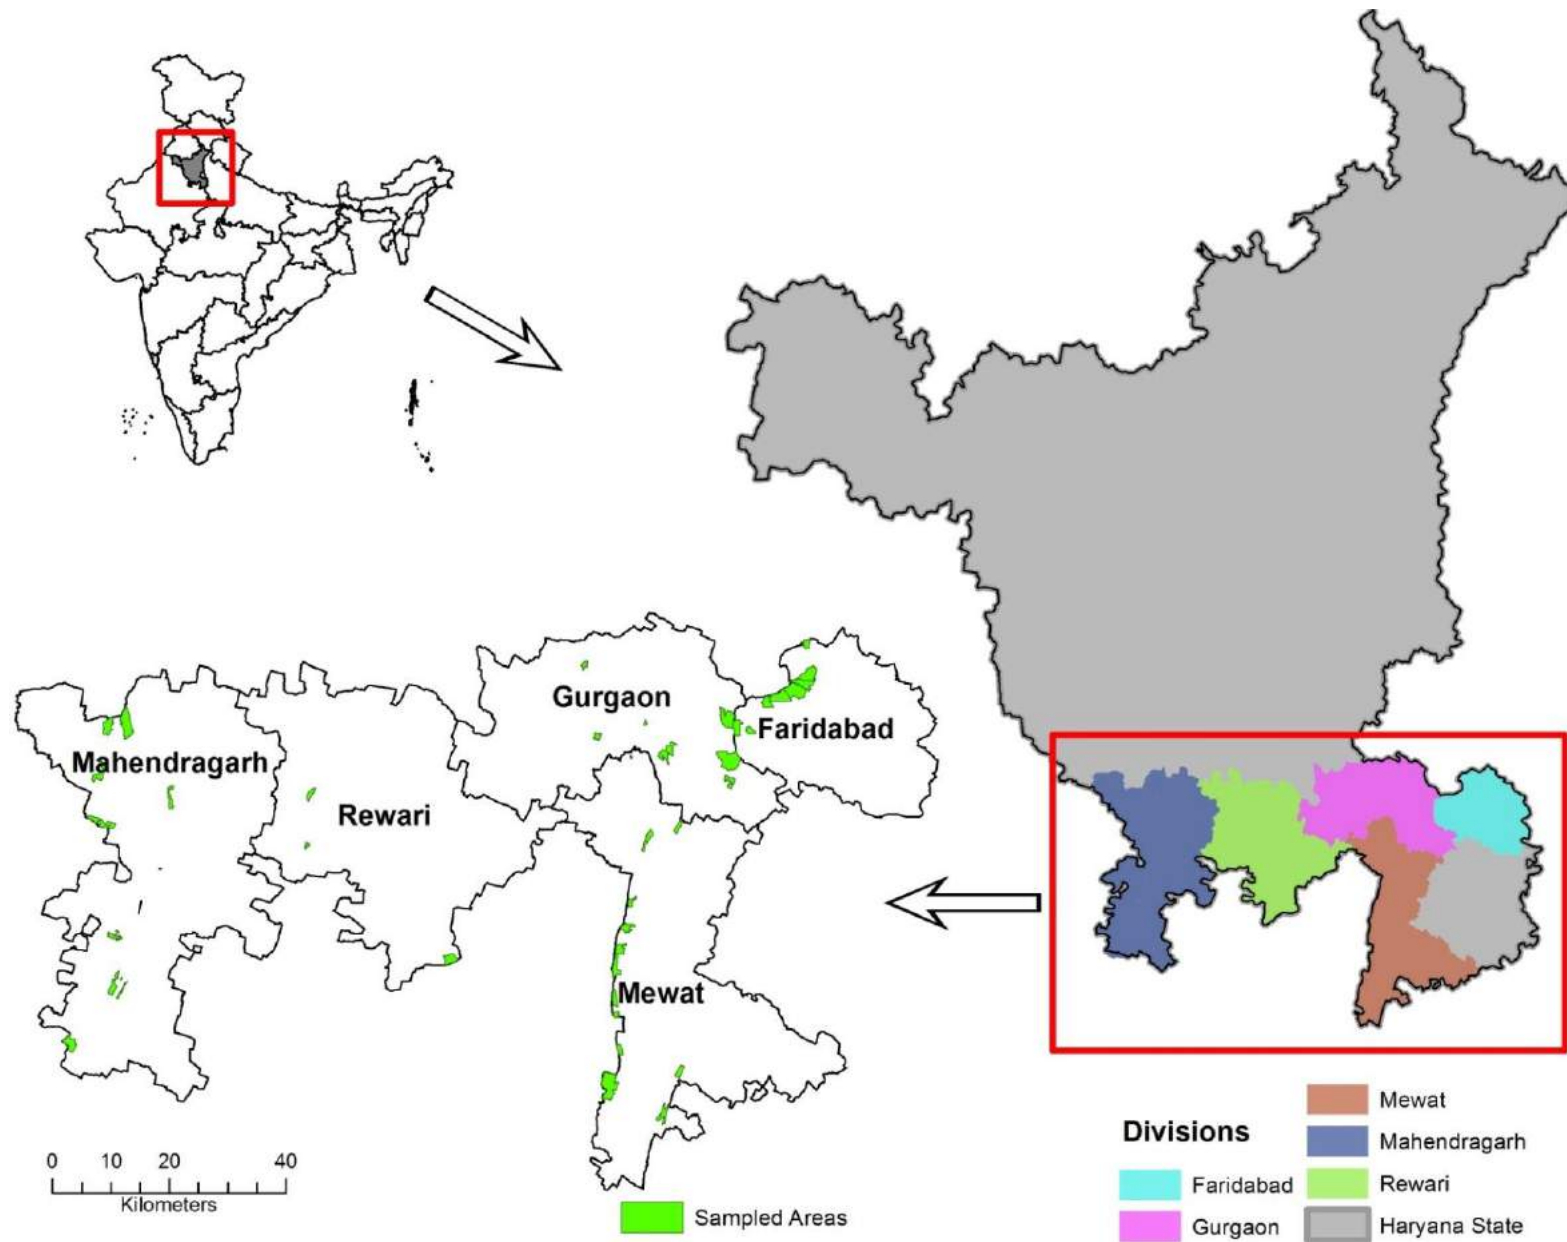 Gurgaon
Faridabad
Mahendragarh
Rewari
Mewat
0 10 20 40
Kilometers
Sampled Areas
Divisions
Faridabad
Gurgaon
Mewat
Mahendragarh
Rewari
Haryana State